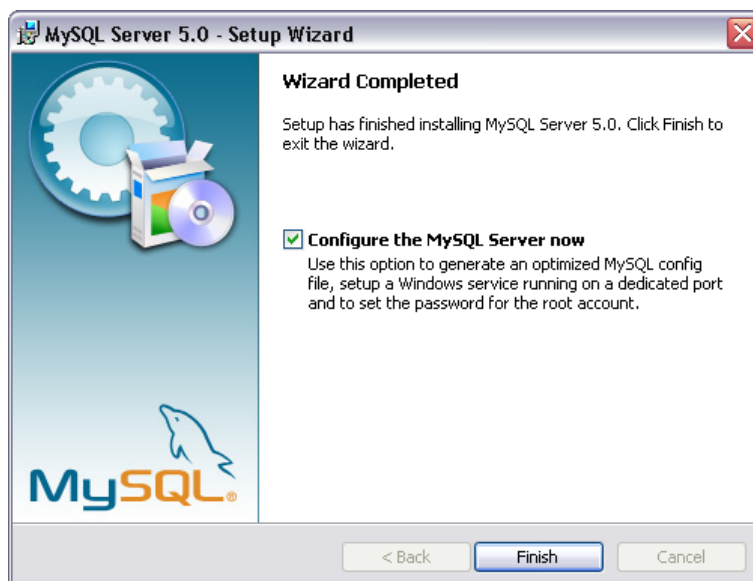 MySQL Server 5.0 - Setup Wizard
Wizard Completed
Setup has finished installing MySQL Server 5.0. Click Finish to
exit the wizard.
Configure the MySQL Server now
Use this option to generate an optimized MySQL config
file, setup a Windows service running on a dedicated port
and to set the password for the root account.
MySQL®
< Back
Finish
Cancel